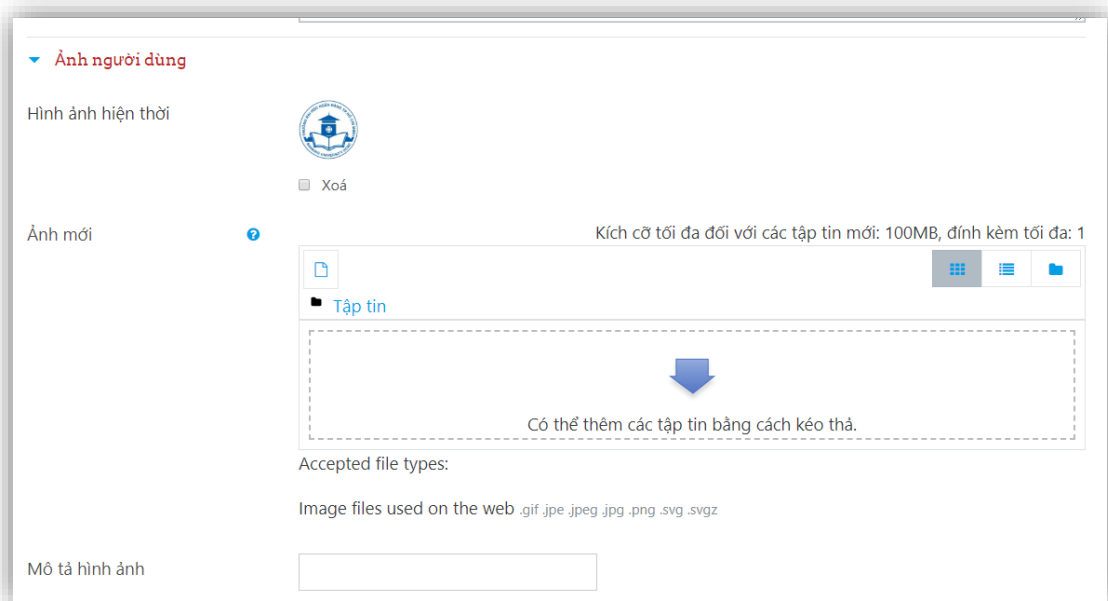 Ảnh người dùng
Hình ảnh hiện thời
Xoá
Ảnh mới
Kích cỡ tối đa đối với các tập tin mới: 100MB, đính kèm tối đa: 1
Tập tin
Có thể thêm các tập tin bằng cách kéo thả.
Accepted file types:
Image files used on the web .gif .jpe .jpeg .jpg .png .svg .svgz
Mô tả hình ảnh